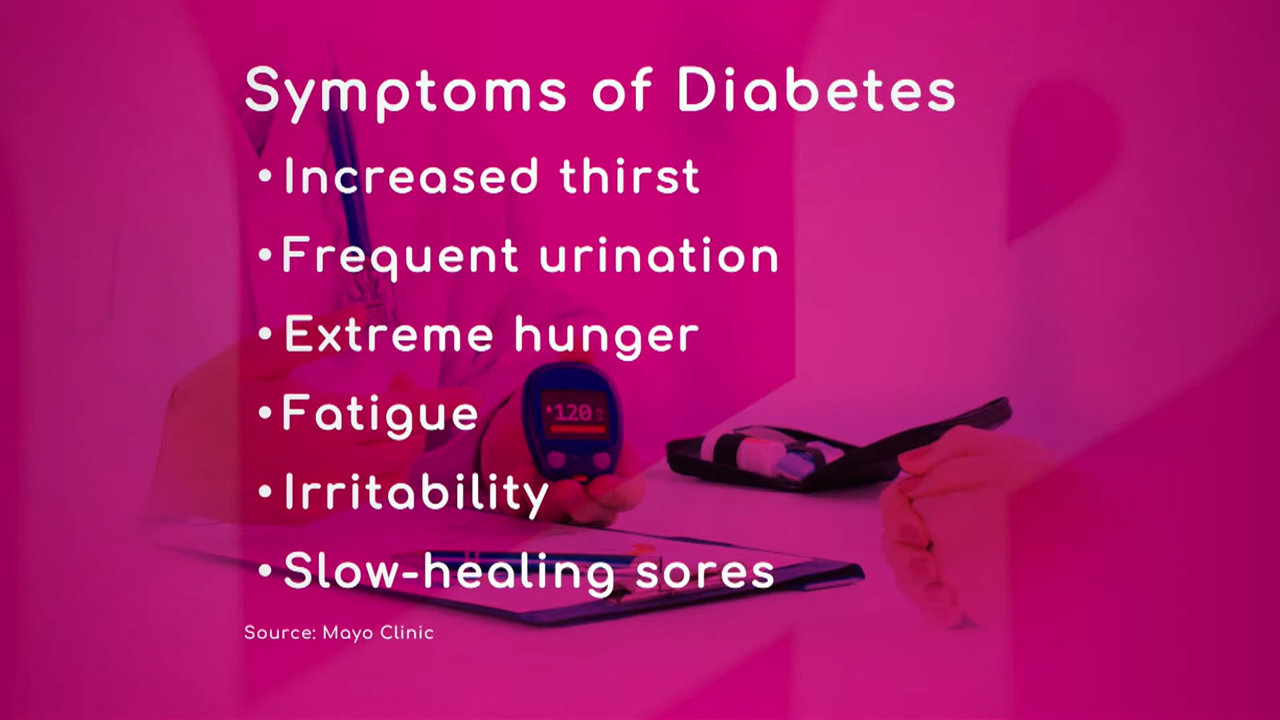 Symptoms of Diabetes
•Increased thirst
•Frequent urination
•Extreme hunger
•Fatigue
120
•Irritability
•Slow-healing sores
Source: Mayo Clinic